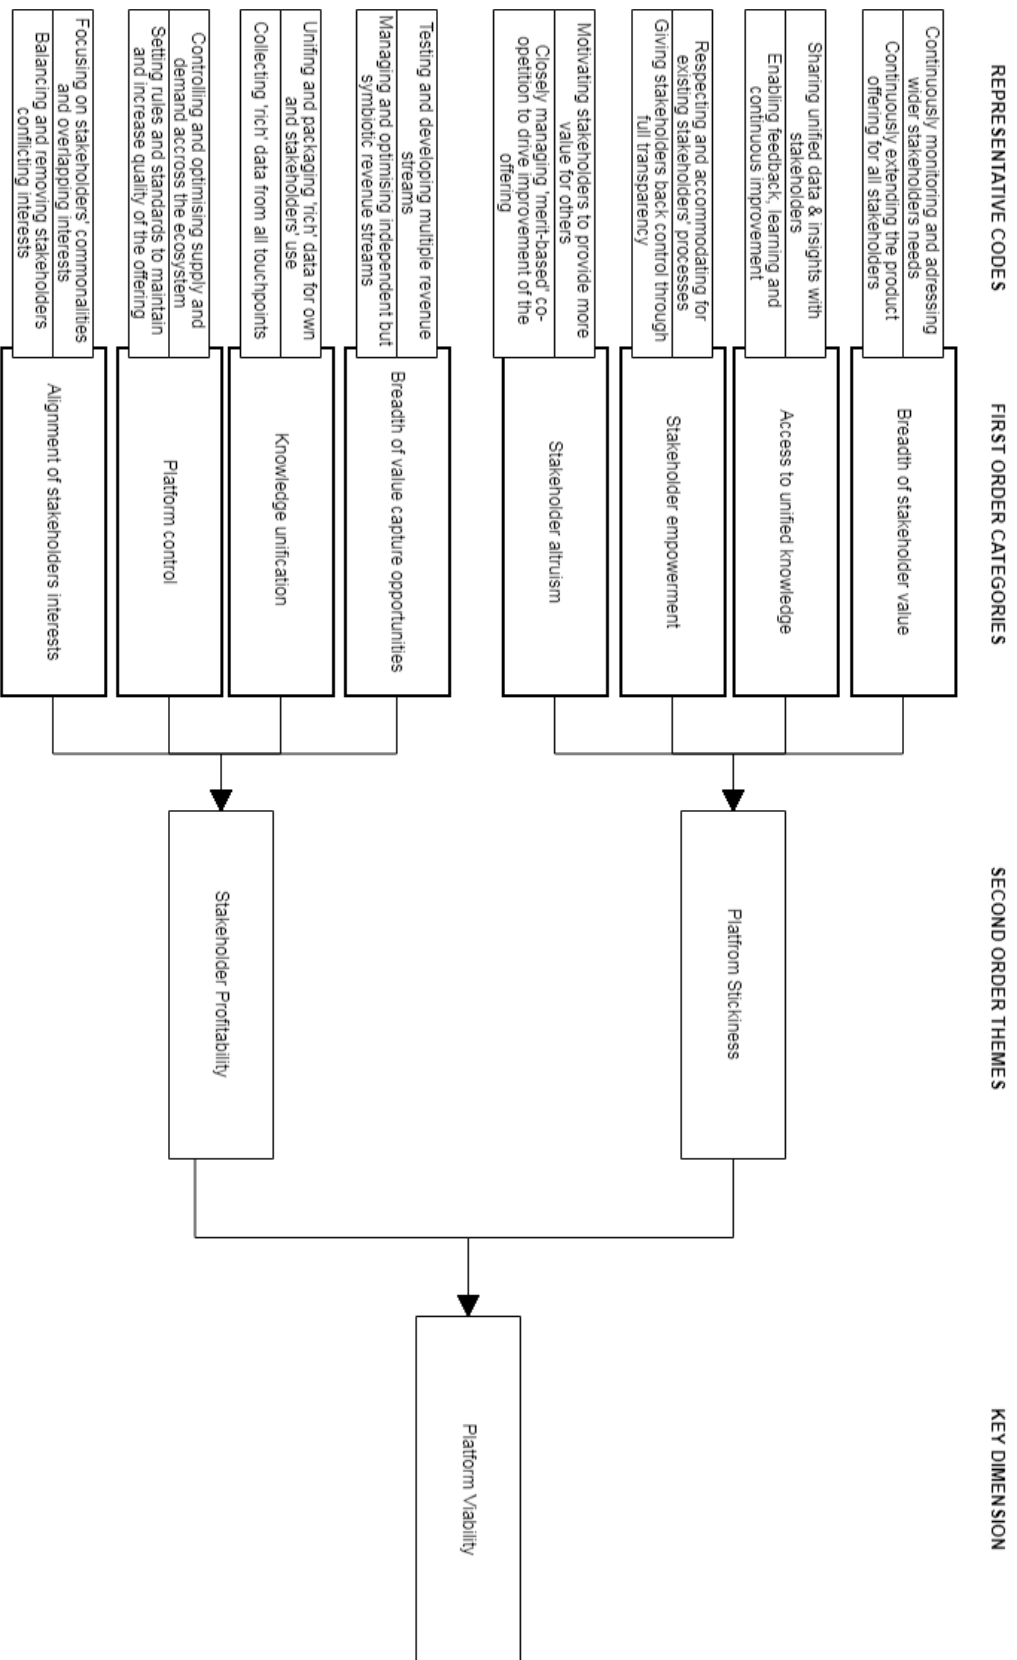 REPRESENTATIVE CODES
FIRST ORDER CATEGORIES
SECOND ORDER THEMES
KEY DIMENSION
Continuously monitoring and adressing
wider stakeholders needs
Continuously extending the product
offering for all stakeholders
Breadth of stakeholder value
Sharing unified data & insights with
stakeholders
Enabling feedback, learning and
continuous improvement
Access to unified knowledge
Respecting and accommodating for
existing stakeholders' processes
Giving stakeholders back control through
full transparency
Stakeholder empowerment
Motivating stakeholders to provide more
value for others
Closely managing 'merit-based' co-
opetition to drive improvement of the
offering
Stakeholder altruism
Platfrom Stickiness
Testing and developing multiple revenue
streams
Managing and optimising independent but
symbiotic revenue streams
Breadth of value capture opportunities
Unifing and packaging 'rich' data for own
and stakeholders' use
Collecting 'rich' data from all touchpoints
Knowledge unification
Controlling and optimising supply and
demand accross the ecosystem
Setting rules and standards to maintain
and increase quality of the offering
Platform control
Focusing on stakeholders' commonalities
and overlapping interests
Balancing and removing stakeholders
conflicting interests
Alignment of stakeholders interests
Stakeholder Profitability
Platform Viability